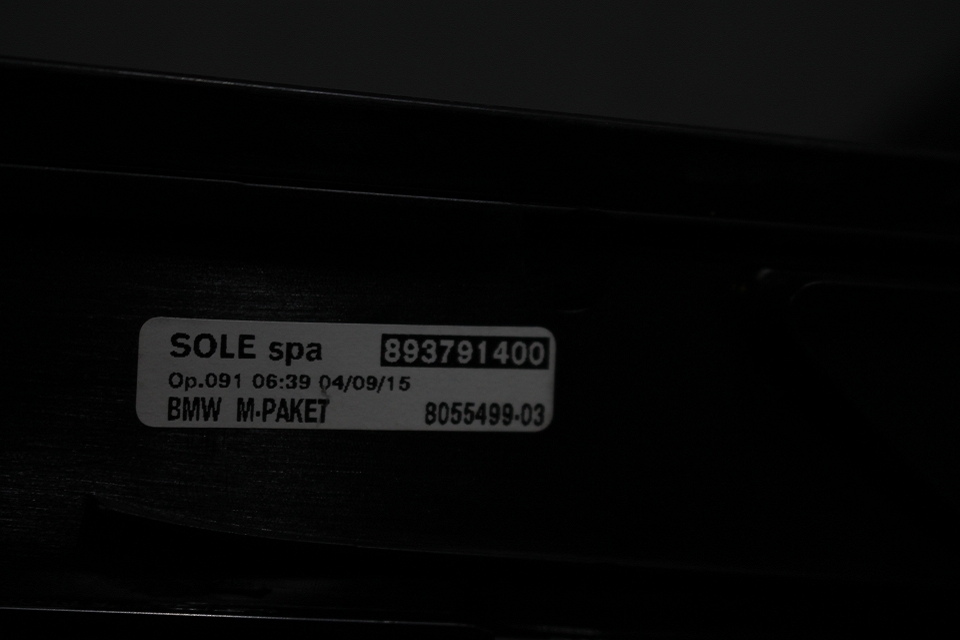 SOLE spa 893791400
Op.091 06:39 04/09/15
BMW M-PAKET 8055499-03